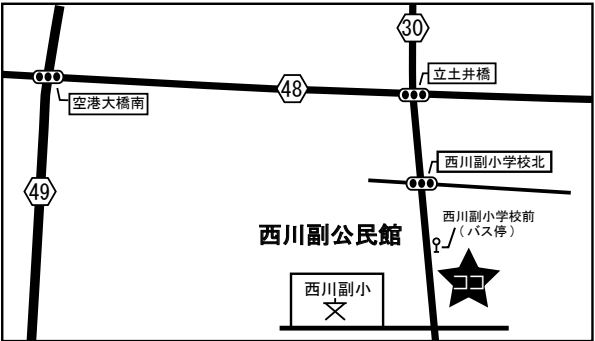 30
立土井橋
48
空港大橋南
西川副小学校北
49
西川副小学校前
(バス停)
西川副公民館
ココ
西川副小
文